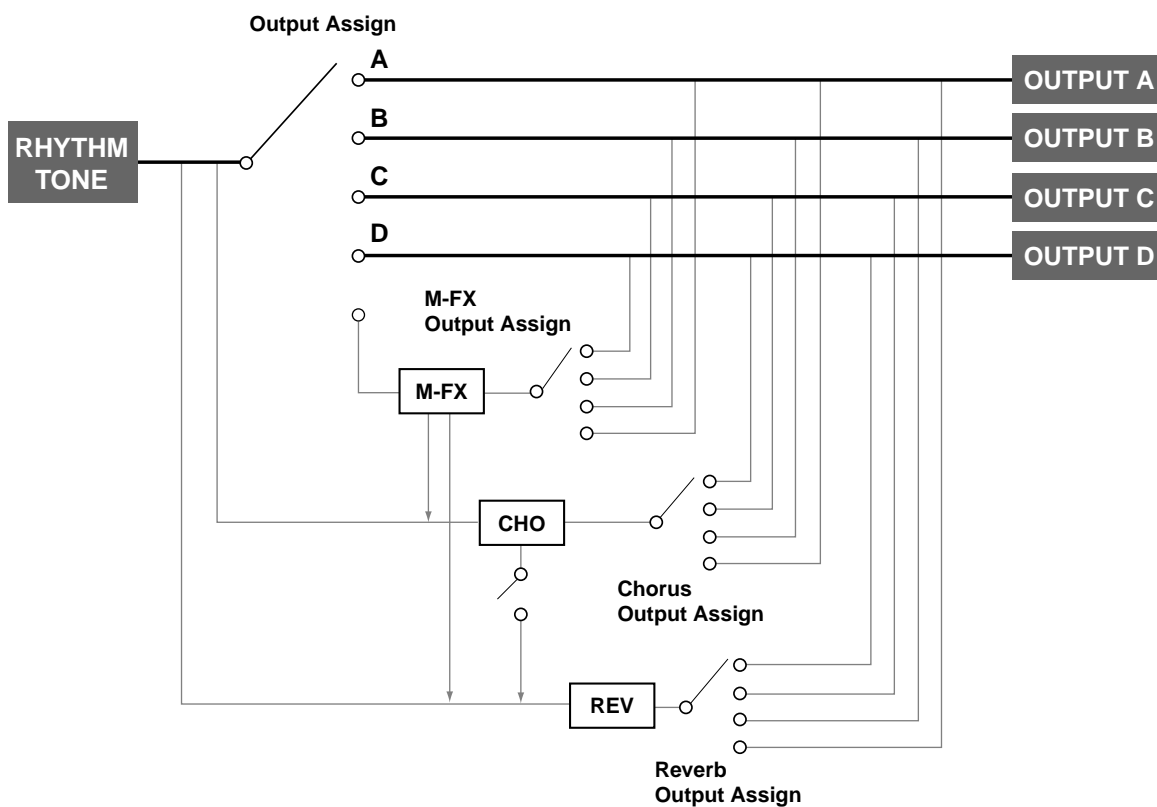 Output Assign
A
OUTPUT A
B
OUTPUT B
RHYTHM
TONE
C
OUTPUT C
D
OUTPUT D
M-FX
Output Assign
M-FX
CHO
Chorus
Output Assign
REV
Reverb
Output Assign